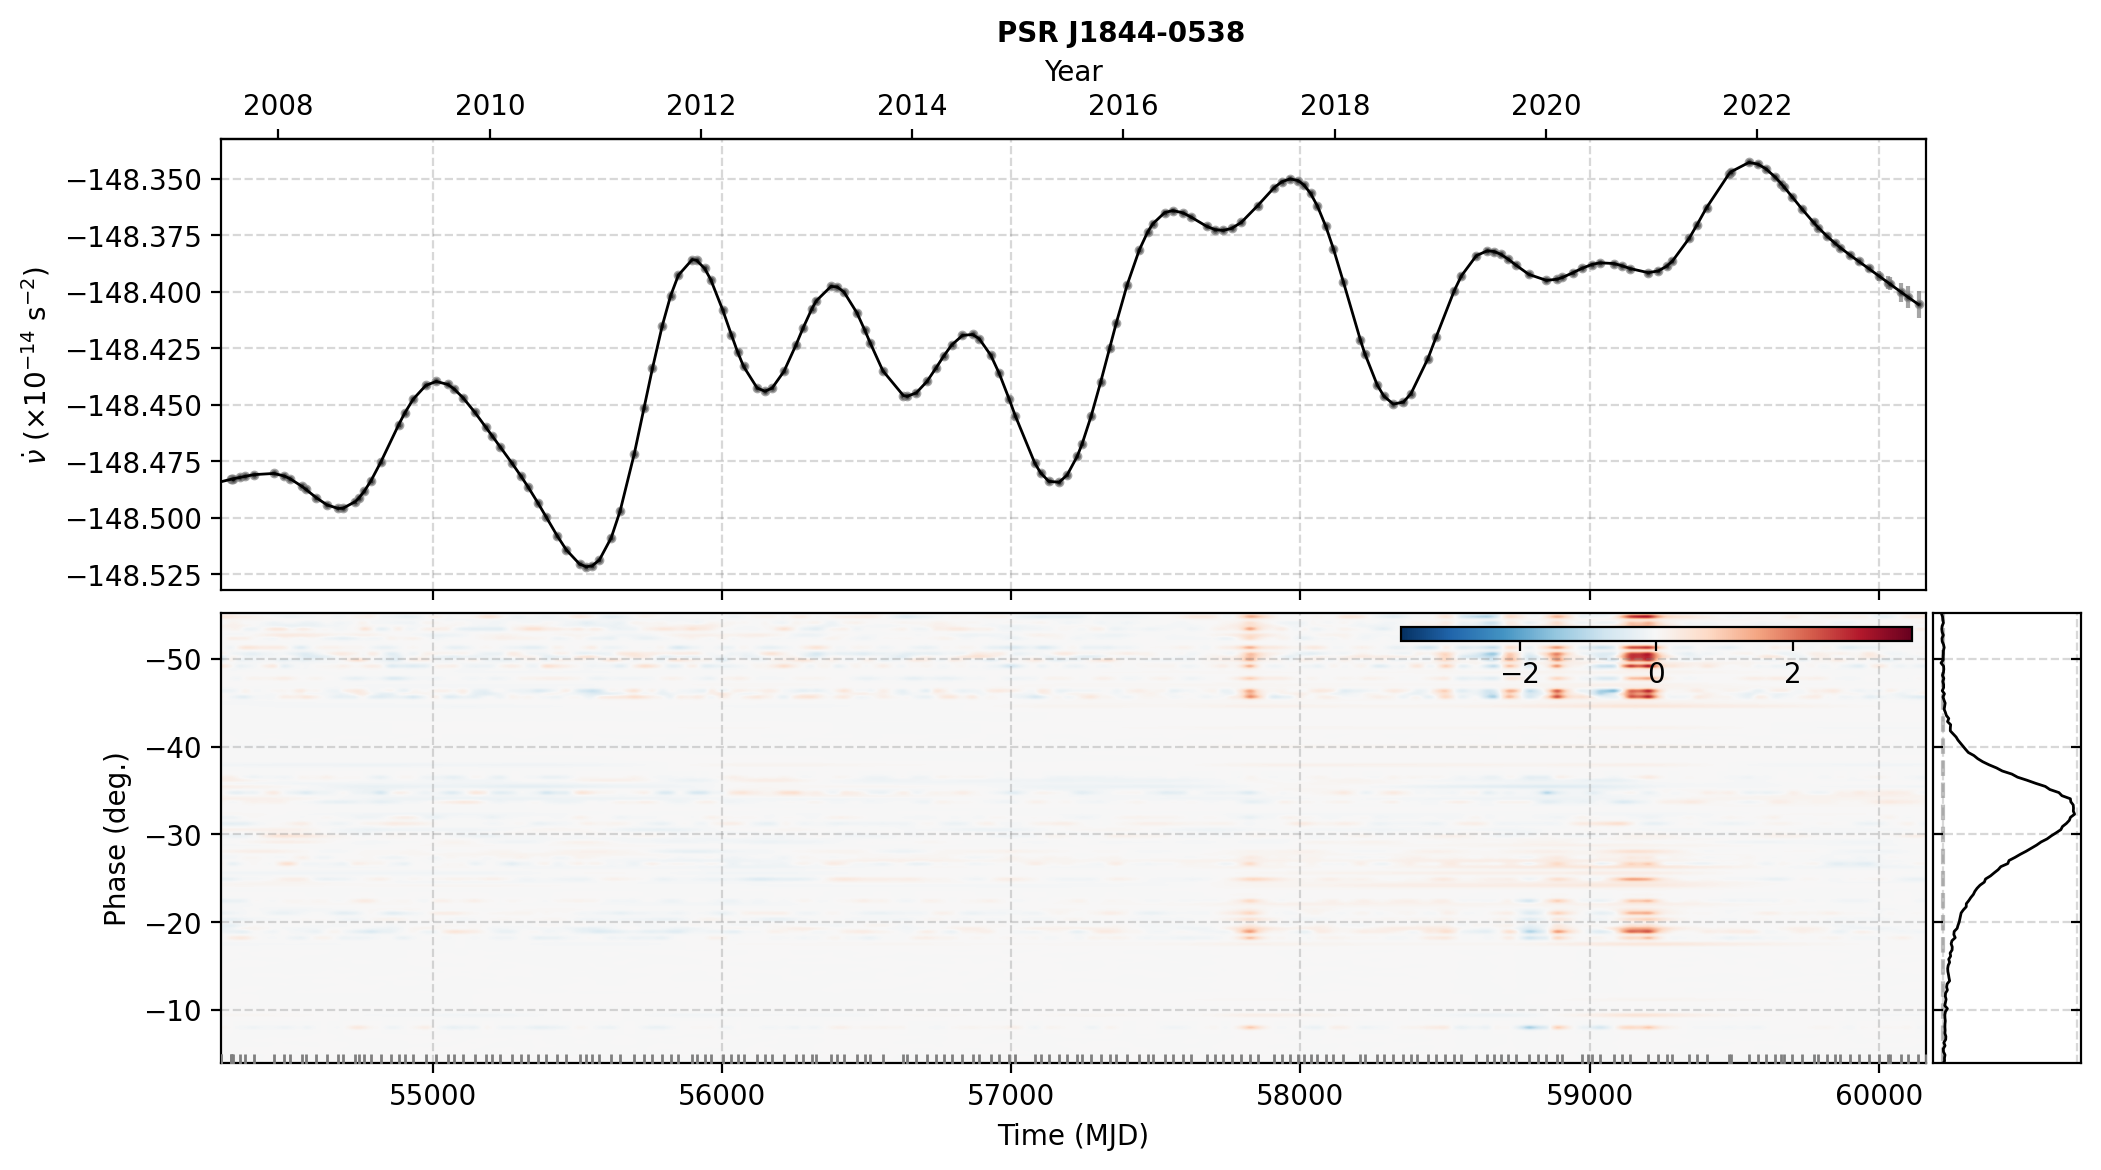 PSR J1844-0538
Year
2008 2010 2012 2014 2016 2018 2020 2022
−148.350
−148.375
−148.400
−148.425
−148.450
−148.475
−148.500
−148.525
ν̇ (×10⁻¹⁴ s⁻²)
−2 0 2
−50
−40
−30
−20
−10
Phase (deg.)
55000 56000 57000 58000 59000 60000
Time (MJD)